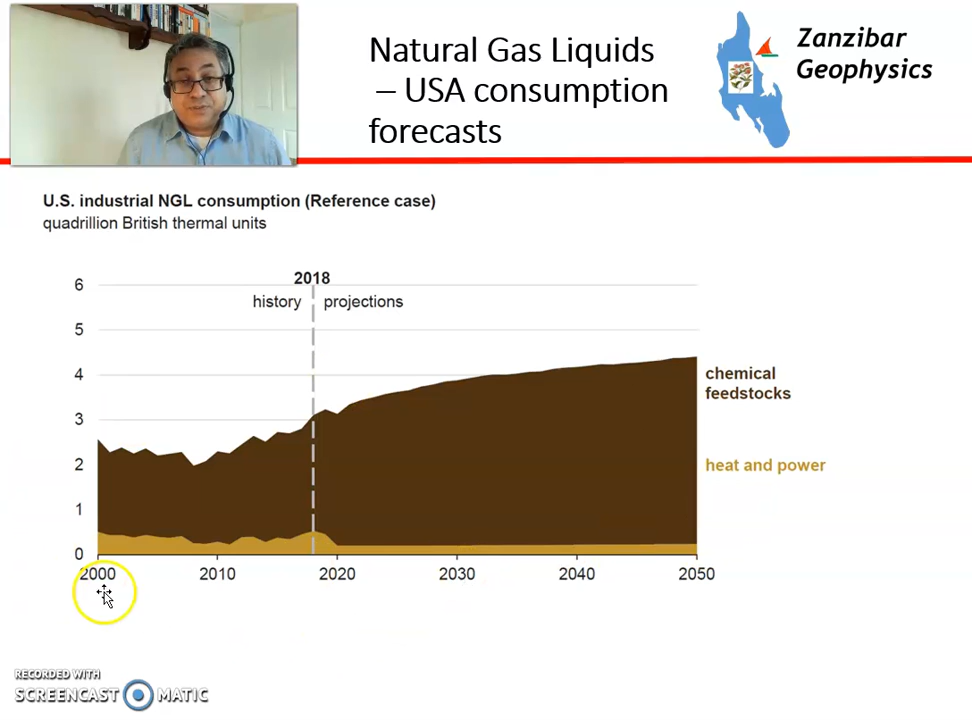 Natural Gas Liquids
– USA consumption
forecasts
Zanzibar
Geophysics
U.S. industrial NGL consumption (Reference case)
quadrillion British thermal units
2018
history projections
6
5
4
3
2
1
0
chemical
feedstocks
heat and power
2000 2010 2020 2030 2040 2050
RECORDED WITH
SCREENCAST MATIC